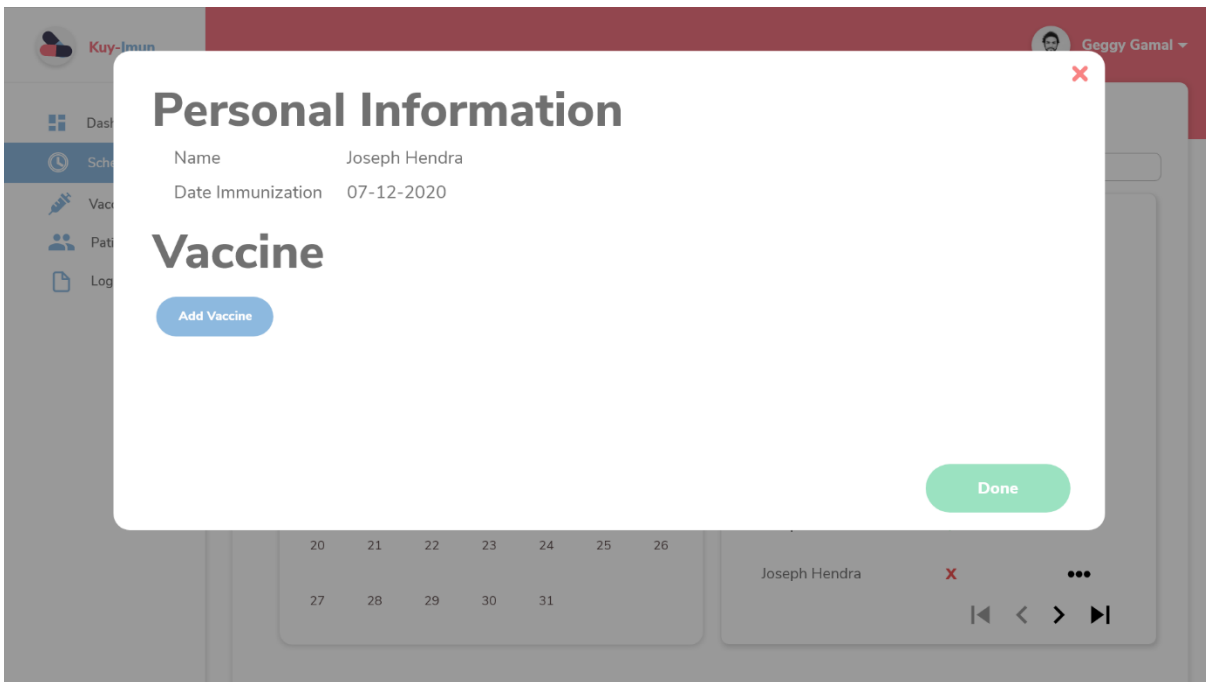 Kuy-Imun
Geggy Gamal
Personal Information
Name Joseph Hendra
Date Immunization 07-12-2020
Vaccine
Add Vaccine
Done
20 21 22 23 24 25 26
Joseph Hendra X •••
27 28 29 30 31